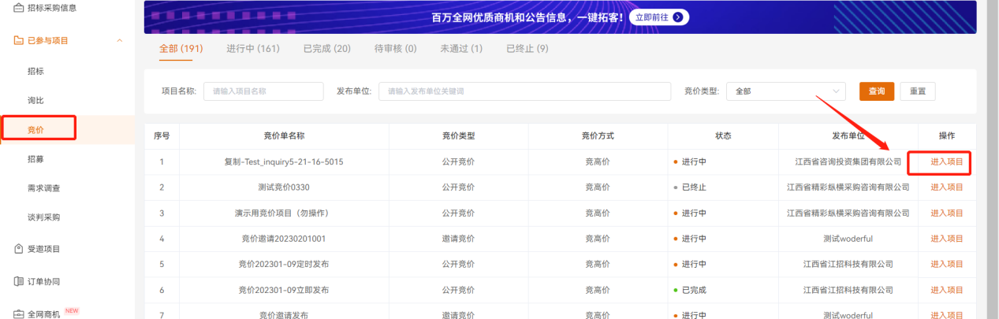 招标采购信息
已参与项目
招标
询比
竞价
招募
需求调查
谈判采购
受邀项目
订单协同
全网商机 NEW
百万全网优质商机和公告信息，一键拓客! 立即前往
全部 (191) 进行中 (161) 已完成 (20) 待审核 (0) 未通过 (1) 已终止 (9)
项目名称: 请输入项目名称 发布单位: 请输入发布单位关键词 竞价类型: 全部 查询 重置
序号 竞价单名称 竞价类型 竞价方式 状态 发布单位 操作
1 复制-Test_inquiry5-21-16-5015 公开竞价 竞高价 进行中 江西省咨询投资集团有限公司 进入项目
2 测试竞价0330 公开竞价 竞高价 已终止 江西省精彩纵横采购咨询有限公司 进入项目
3 演示用竞价项目（勿操作） 公开竞价 竞高价 进行中 江西省精彩纵横采购咨询有限公司 进入项目
4 竞价邀请20230201001 邀请竞价 竞高价 进行中 测试woderful 进入项目
5 竞价202301-09定时发布 公开竞价 竞高价 进行中 江西省江招科技有限公司 进入项目
6 竞价202301-09立即发布 公开竞价 竞高价 已完成 江西省江招科技有限公司 进入项目
7 竞价邀请发布 邀请竞价 竞高价 进行中 测试woderful 进入项目